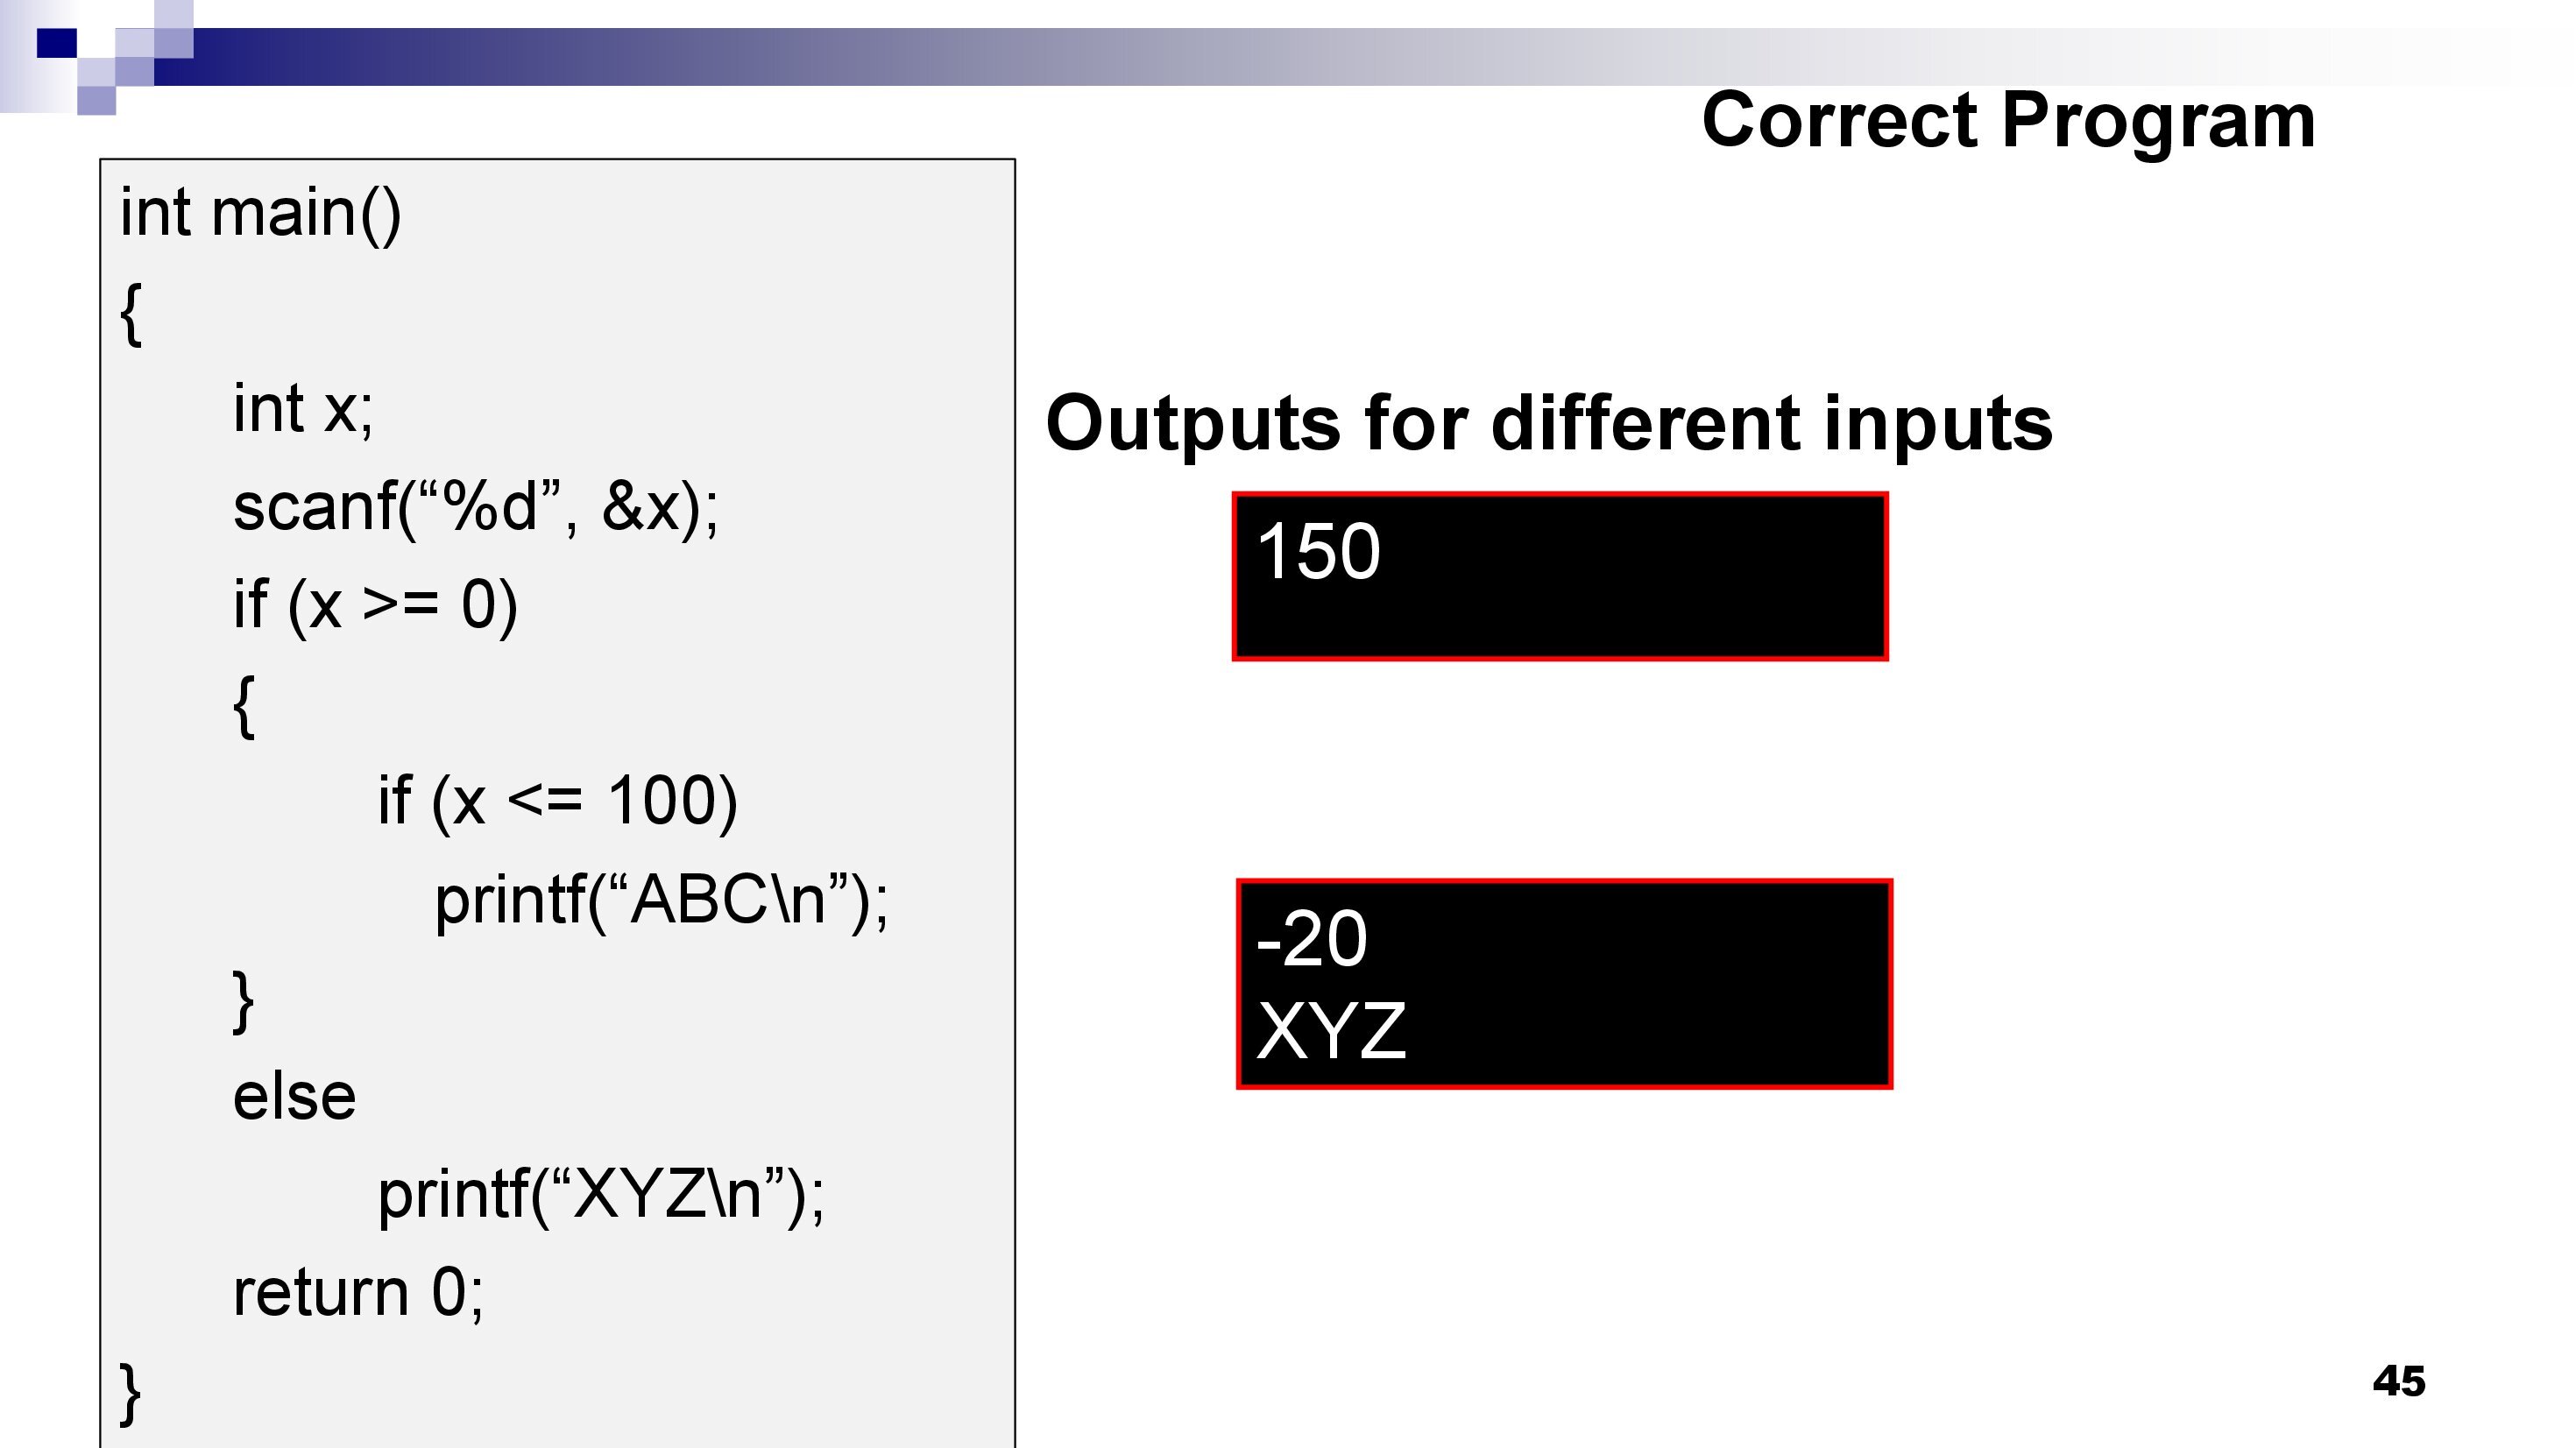 Correct Program
int main()
{
int x;
scanf(“%d”, &x);
if (x >= 0)
{
if (x <= 100)
printf(“ABC\n”);
}
else
printf(“XYZ\n”);
return 0;
}
Outputs for different inputs
150
-20
XYZ
45